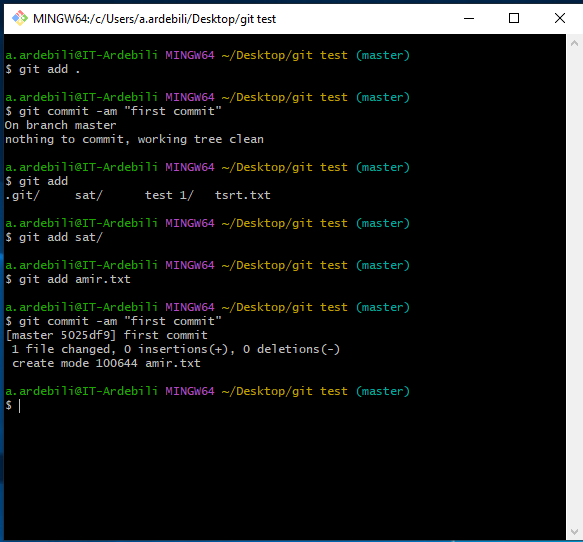 MINGW64:/c/Users/a.ardebili/Desktop/git test
a.ardebili@IT-Ardebili MINGW64 ~/Desktop/git test (master)
$ git add .
a.ardebili@IT-Ardebili MINGW64 ~/Desktop/git test (master)
$ git commit -am "first commit"
On branch master
nothing to commit, working tree clean
a.ardebili@IT-Ardebili MINGW64 ~/Desktop/git test (master)
$ git add
.git/     sat/      test 1/   tsrt.txt
a.ardebili@IT-Ardebili MINGW64 ~/Desktop/git test (master)
$ git add sat/
a.ardebili@IT-Ardebili MINGW64 ~/Desktop/git test (master)
$ git add amir.txt
a.ardebili@IT-Ardebili MINGW64 ~/Desktop/git test (master)
$ git commit -am "first commit"
[master 5025df9] first commit
 1 file changed, 0 insertions(+), 0 deletions(-)
 create mode 100644 amir.txt
a.ardebili@IT-Ardebili MINGW64 ~/Desktop/git test (master)
$